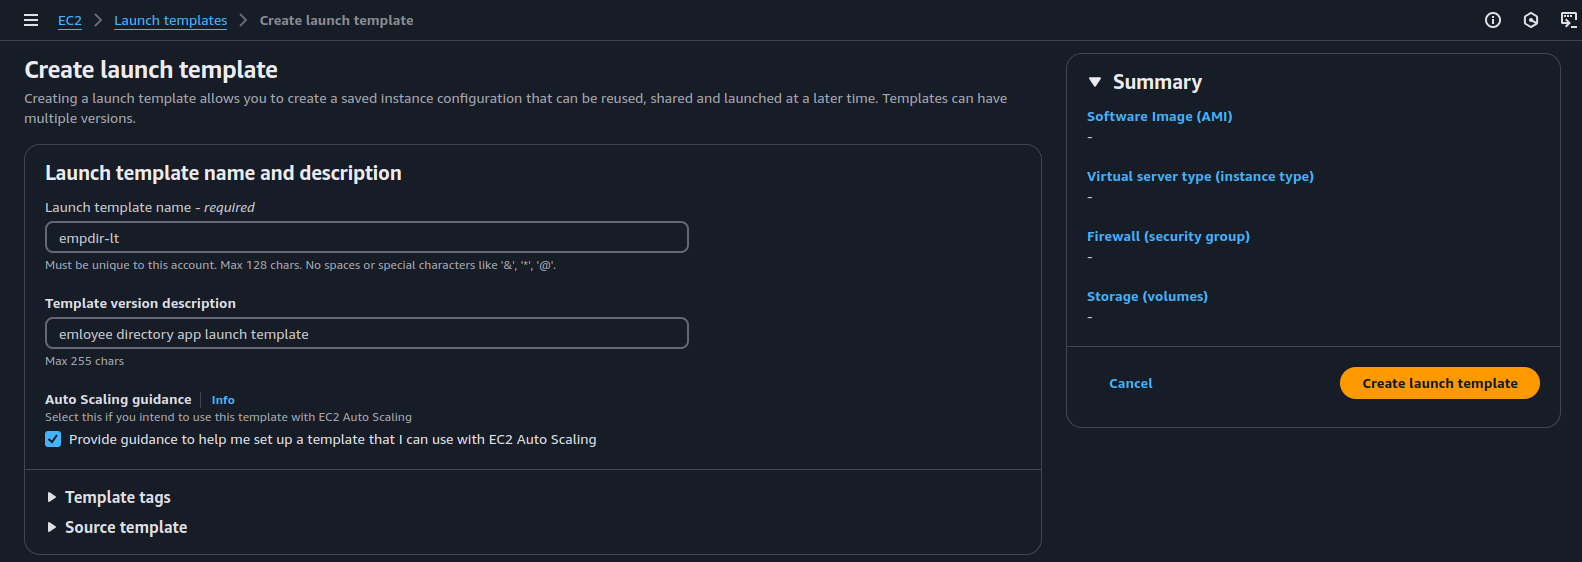 EC2 > Launch templates > Create launch template
Create launch template
Creating a launch template allows you to create a saved instance configuration that can be reused, shared and launched at a later time. Templates can have
multiple versions.
Launch template name and description
Launch template name - required
empdir-lt
Must be unique to this account. Max 128 chars. No spaces or special characters like '&', '*', '@'.
Template version description
emloyee directory app launch template
Max 255 chars
Auto Scaling guidance | Info
Select this if you intend to use this template with EC2 Auto Scaling
Provide guidance to help me set up a template that I can use with EC2 Auto Scaling
Template tags
Source template
Summary
Software Image (AMI)
-
Virtual server type (instance type)
-
Firewall (security group)
-
Storage (volumes)
-
Cancel
Create launch template